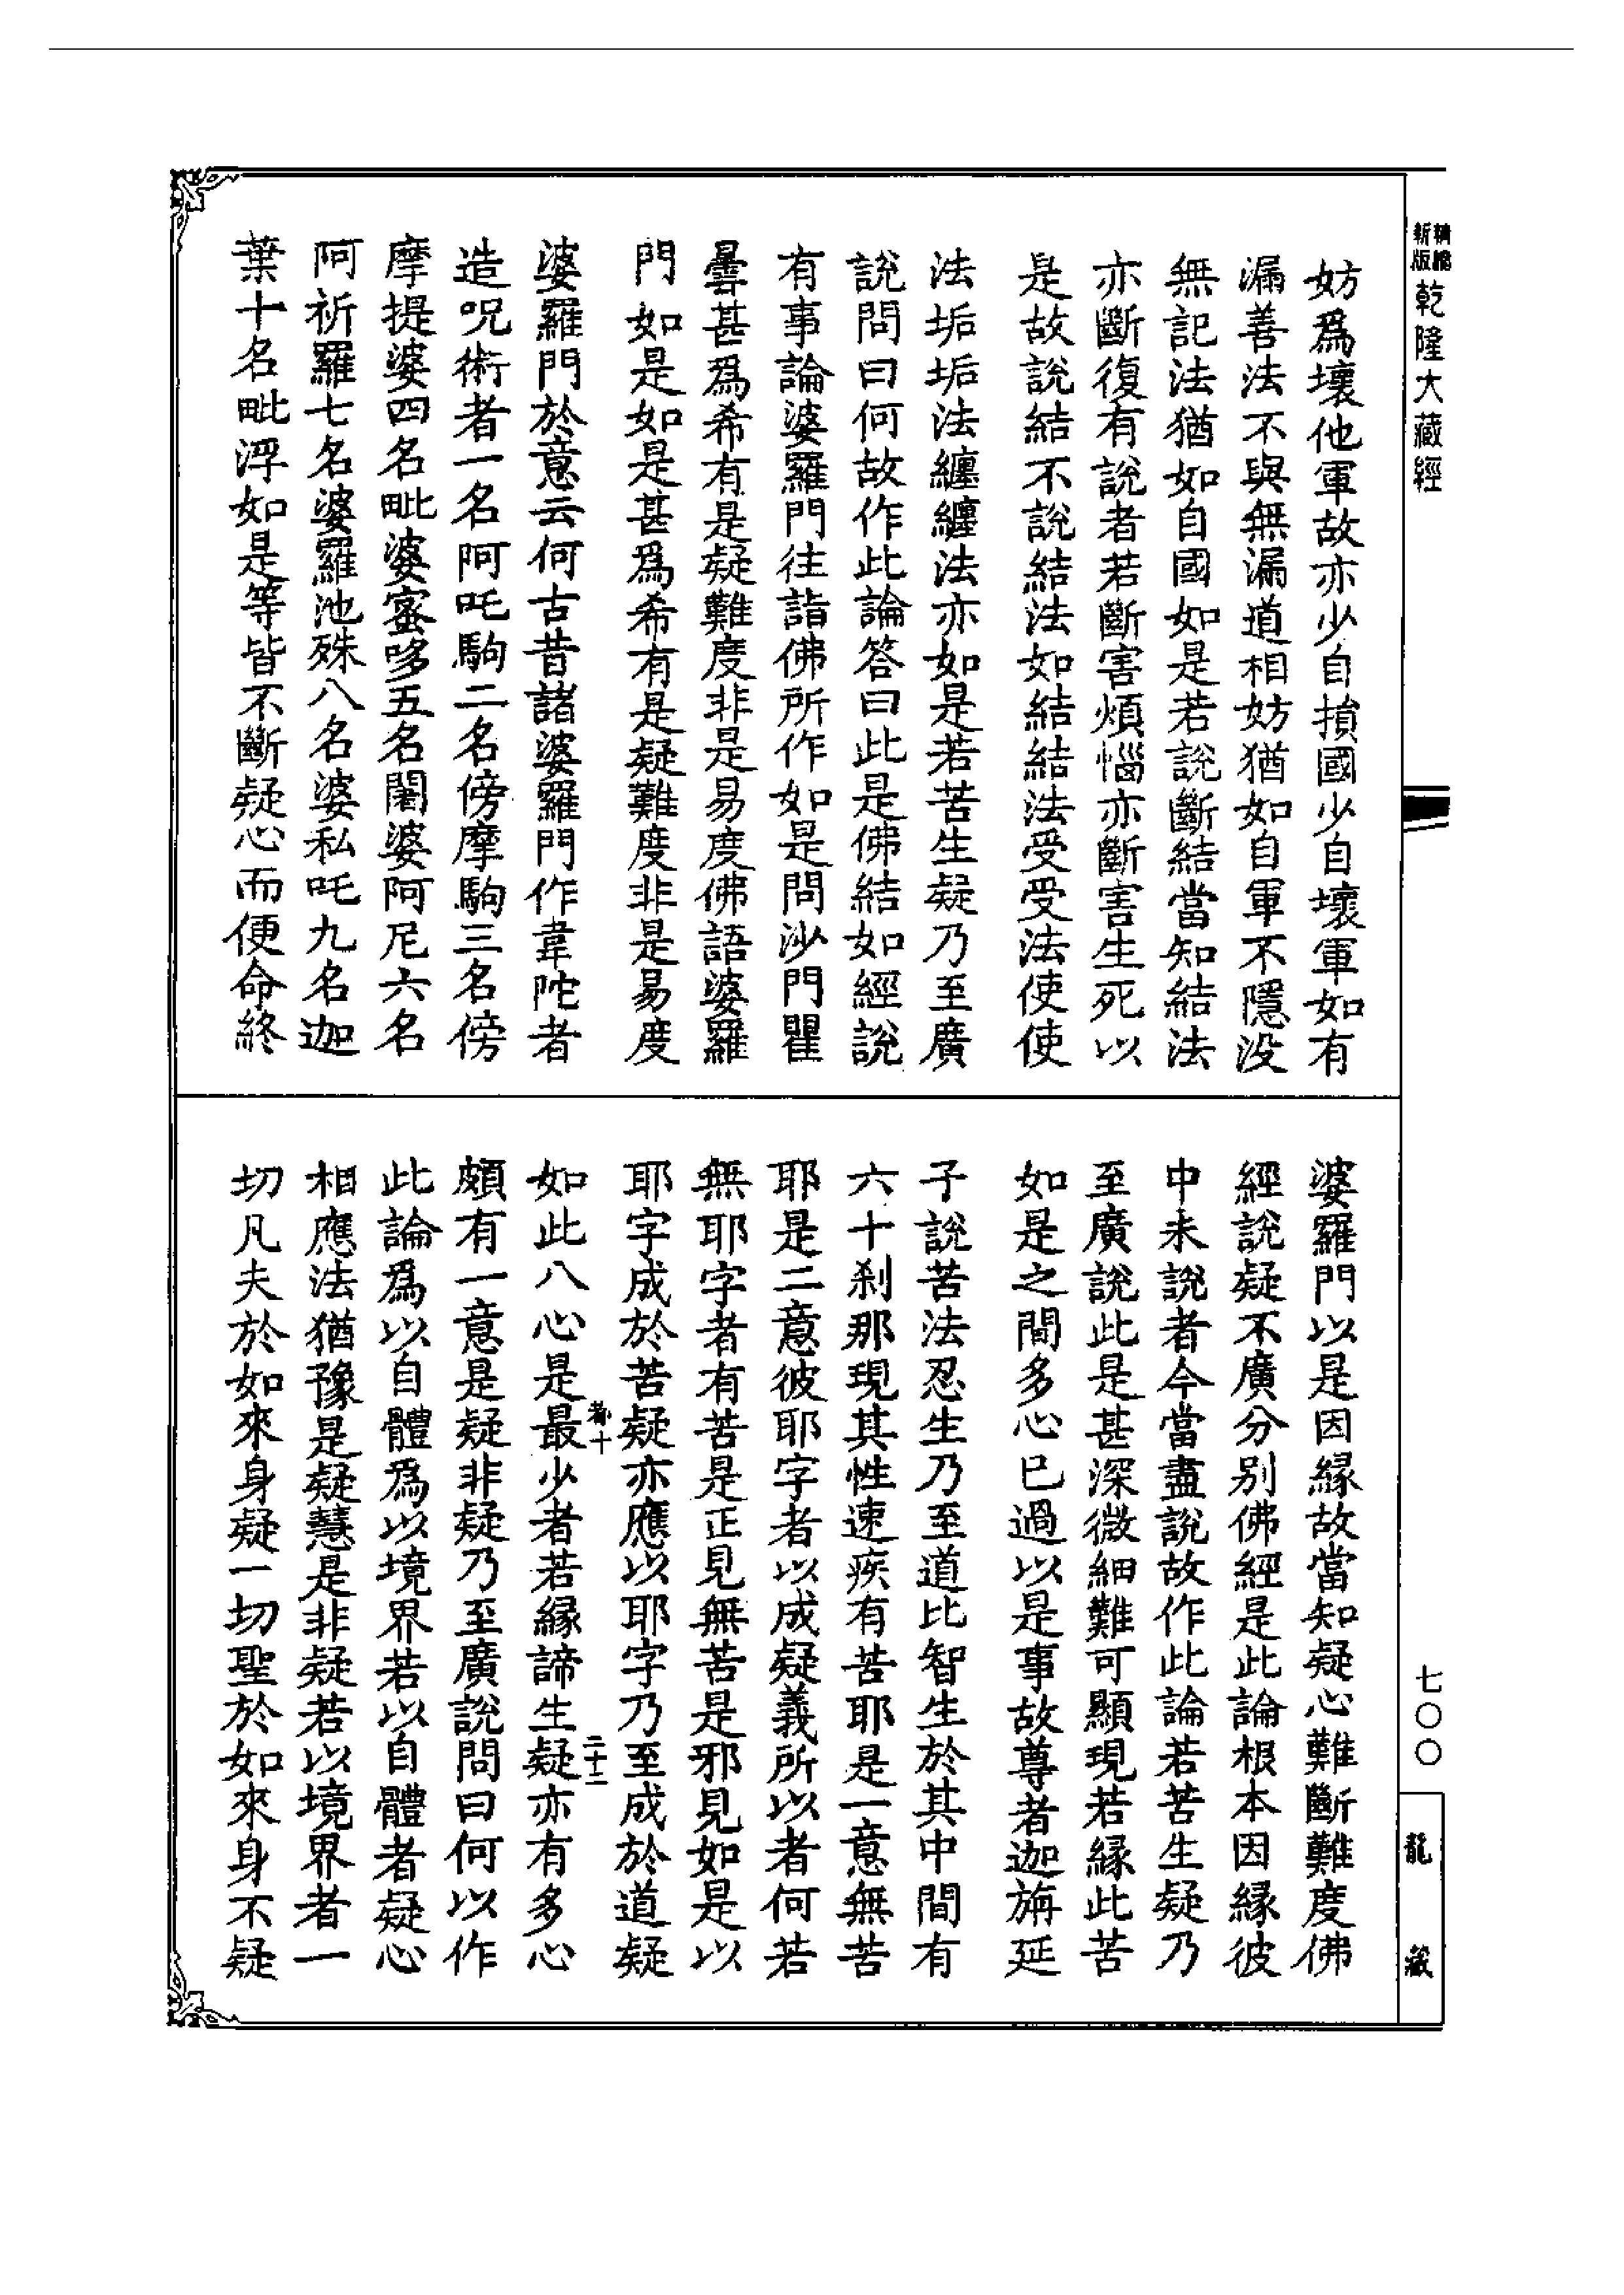 精縮
新版
乾隆大藏經
妨爲壞他軍故亦少自損國少自壞軍如有
漏善法不與無漏道相妨猶如自軍不隱没
無記法猶如自國如是若說斷結當知結法
亦斷復有說者若斷害煩惱亦斷害生死以
是故說結不說結法如結結法受受法使使
法垢垢法纏纏法亦如是若苦生疑乃至廣
說問曰何故作此論答曰此是佛結如經說
有事論婆羅門往詣佛所作如是問沙門瞿
曇甚爲希有是疑難度非是易度佛語婆羅
門如是如是甚爲希有是疑難度非是易度
婆羅門於意云何古昔諸婆羅門作韋陀者
造呪術者一名阿吒駒二名傍摩駒三名傍
摩提婆四名毗婆蜜哆五名闍婆阿尼六名
阿祈羅七名婆羅池殊八名婆私吒九名迦
葉十名毗浮如是等皆不斷疑心而便命終
婆羅門以是因緣故當知疑心難斷難度佛
經說疑不廣分别佛經是此論根本因緣彼
中未說者今當盡說故作此論若苦生疑乃
至廣說此是甚深微細難可顯現若緣此苦
如是之間多心已過以是事故尊者迦旃延
子說苦法忍生乃至道比智生於其中間有
六十刹那現其性速疾有苦耶是一意無苦
耶是二意彼耶字者以成疑義所以者何若
無耶字者有苦是正見無苦是邪見如是以
耶字成於苦疑亦應以耶字乃至成於道疑
如此八心是最少者若緣諦生疑亦有多心
頗有一意是疑非疑乃至廣說問曰何以作
此論爲以自體爲以境界若以自體者疑心
相應法猶豫是疑慧是非疑若以境界者一
切凡夫於如來身疑一切聖於如來身不疑
十
二十二
七〇〇
龍藏